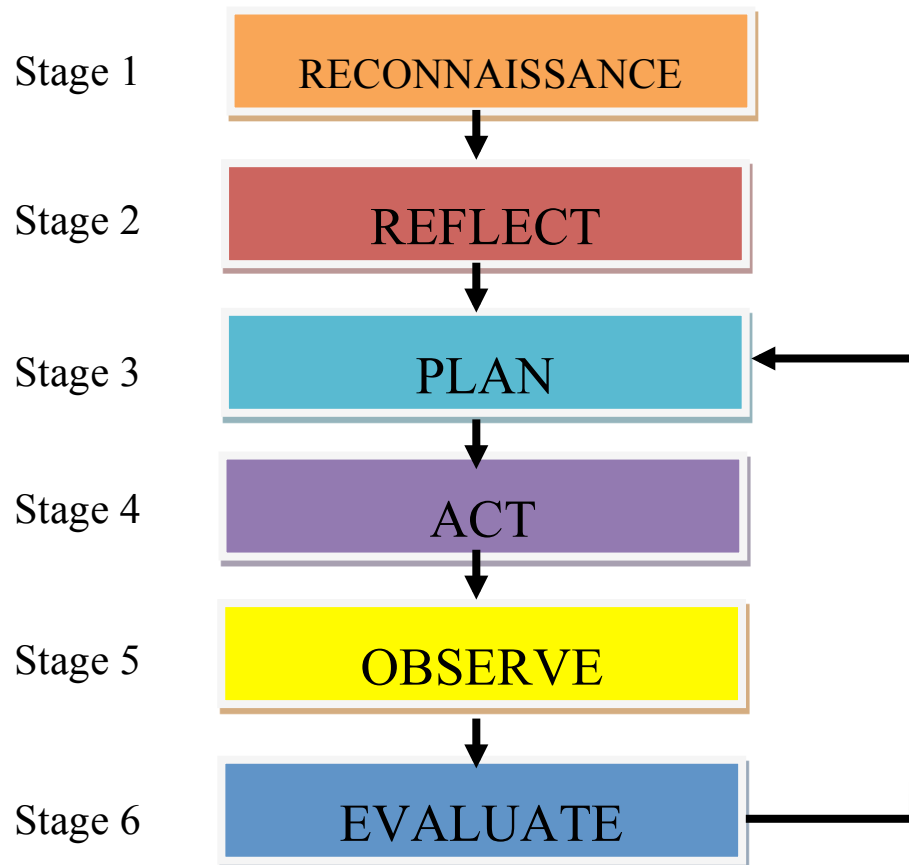 Stage 1 RECONNAISSANCE
Stage 2 REFLECT
Stage 3 PLAN
Stage 4 ACT
Stage 5 OBSERVE
Stage 6 EVALUATE